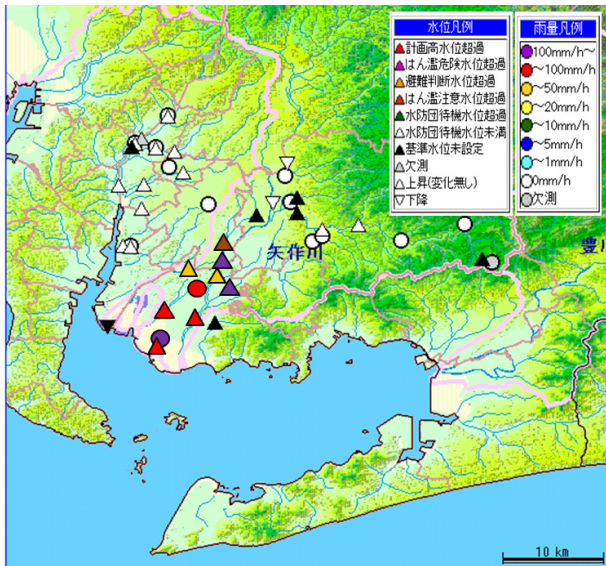 水位凡例
計画高水位超過
はん濫危険水位超過
避難判断水位超過
はん濫注意水位超過
水防団待機水位超過
水防団待機水位未満
基準水位未設定
欠測
上昇(変化無し)
下降
雨量凡例
100mm/h~
~100mm/h
~50mm/h
~20mm/h
~10mm/h
~5mm/h
~1mm/h
0mm/h
欠測
矢作川
豊川
10 km